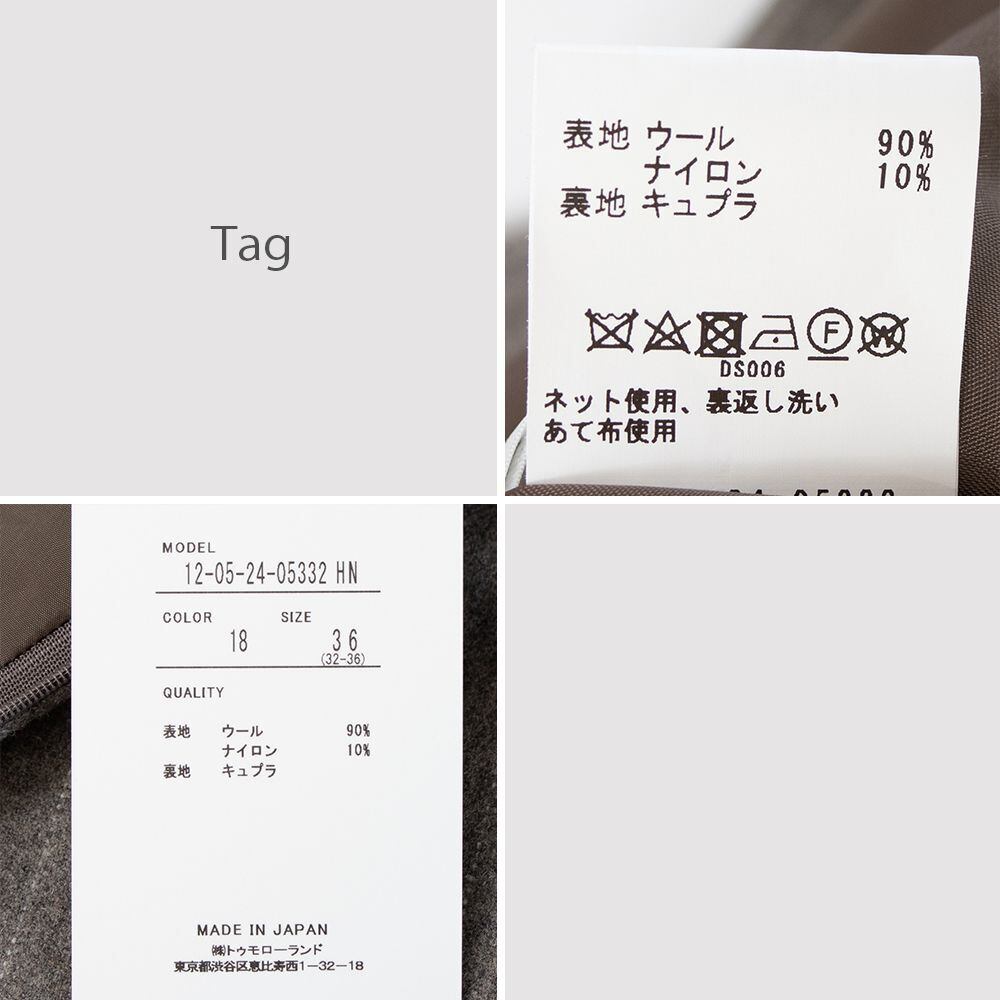 Tag
表地 ウール 90%
ナイロン 10%
裏地 キュプラ
F
W
DS006
ネット使用、裏返し洗い
あて布使用
MODEL
12-05-24-05332 HN
COLOR SIZE
18 36
(32-36)
QUALITY
表地 ウール 90%
ナイロン 10%
裏地 キュプラ
MADE IN JAPAN
㈱トゥモローランド
東京都渋谷区恵比寿西1-32-18